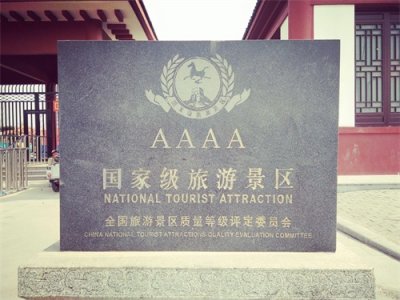 AAAA
国家级旅游景区
NATIONAL TOURIST ATTRACTION
全国旅游景区质量等级评定委员会
CHINA NATIONAL TOURIST ATTRACTIONS QUALITY EVALUATION COMMITTEE